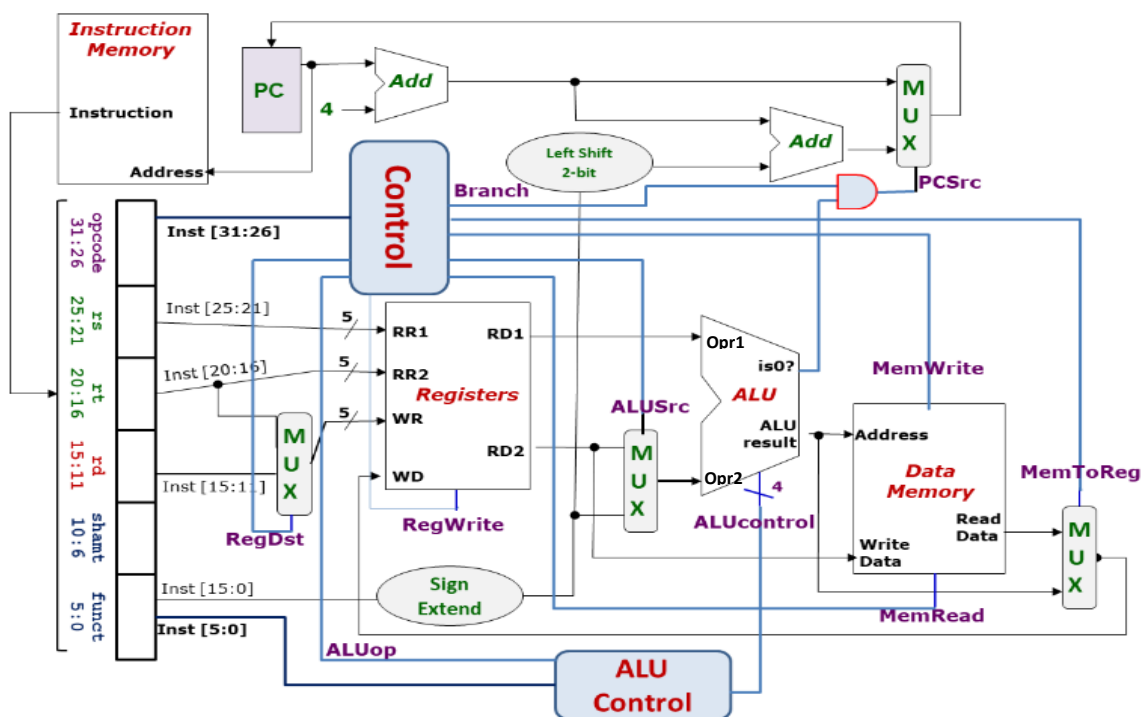 Instruction
Memory
Instruction
Address
PC
4
Add
Left Shift
2-bit
Add
M
U
X
PCSrc
Control
Branch
opcode
31:26
rs
25:21
rt
20:16
rd
15:11
shamt
10:6
funct
5:0
Inst [31:26]
Inst [25:21]
Inst [20:16]
Inst [15:11]
Inst [15:0]
Inst [5:0]
M
U
X
RegDst
5
5
5
RR1
RR2
WR
WD
Registers
RD1
RD2
RegWrite
Sign
Extend
ALUSrc
M
U
X
Opr1
Opr2
is0?
ALU
ALU
result
4
ALUcontrol
MemWrite
Address
Data
Memory
Read
Data
Write
Data
MemRead
MemToReg
M
U
X
ALUop
ALU
Control